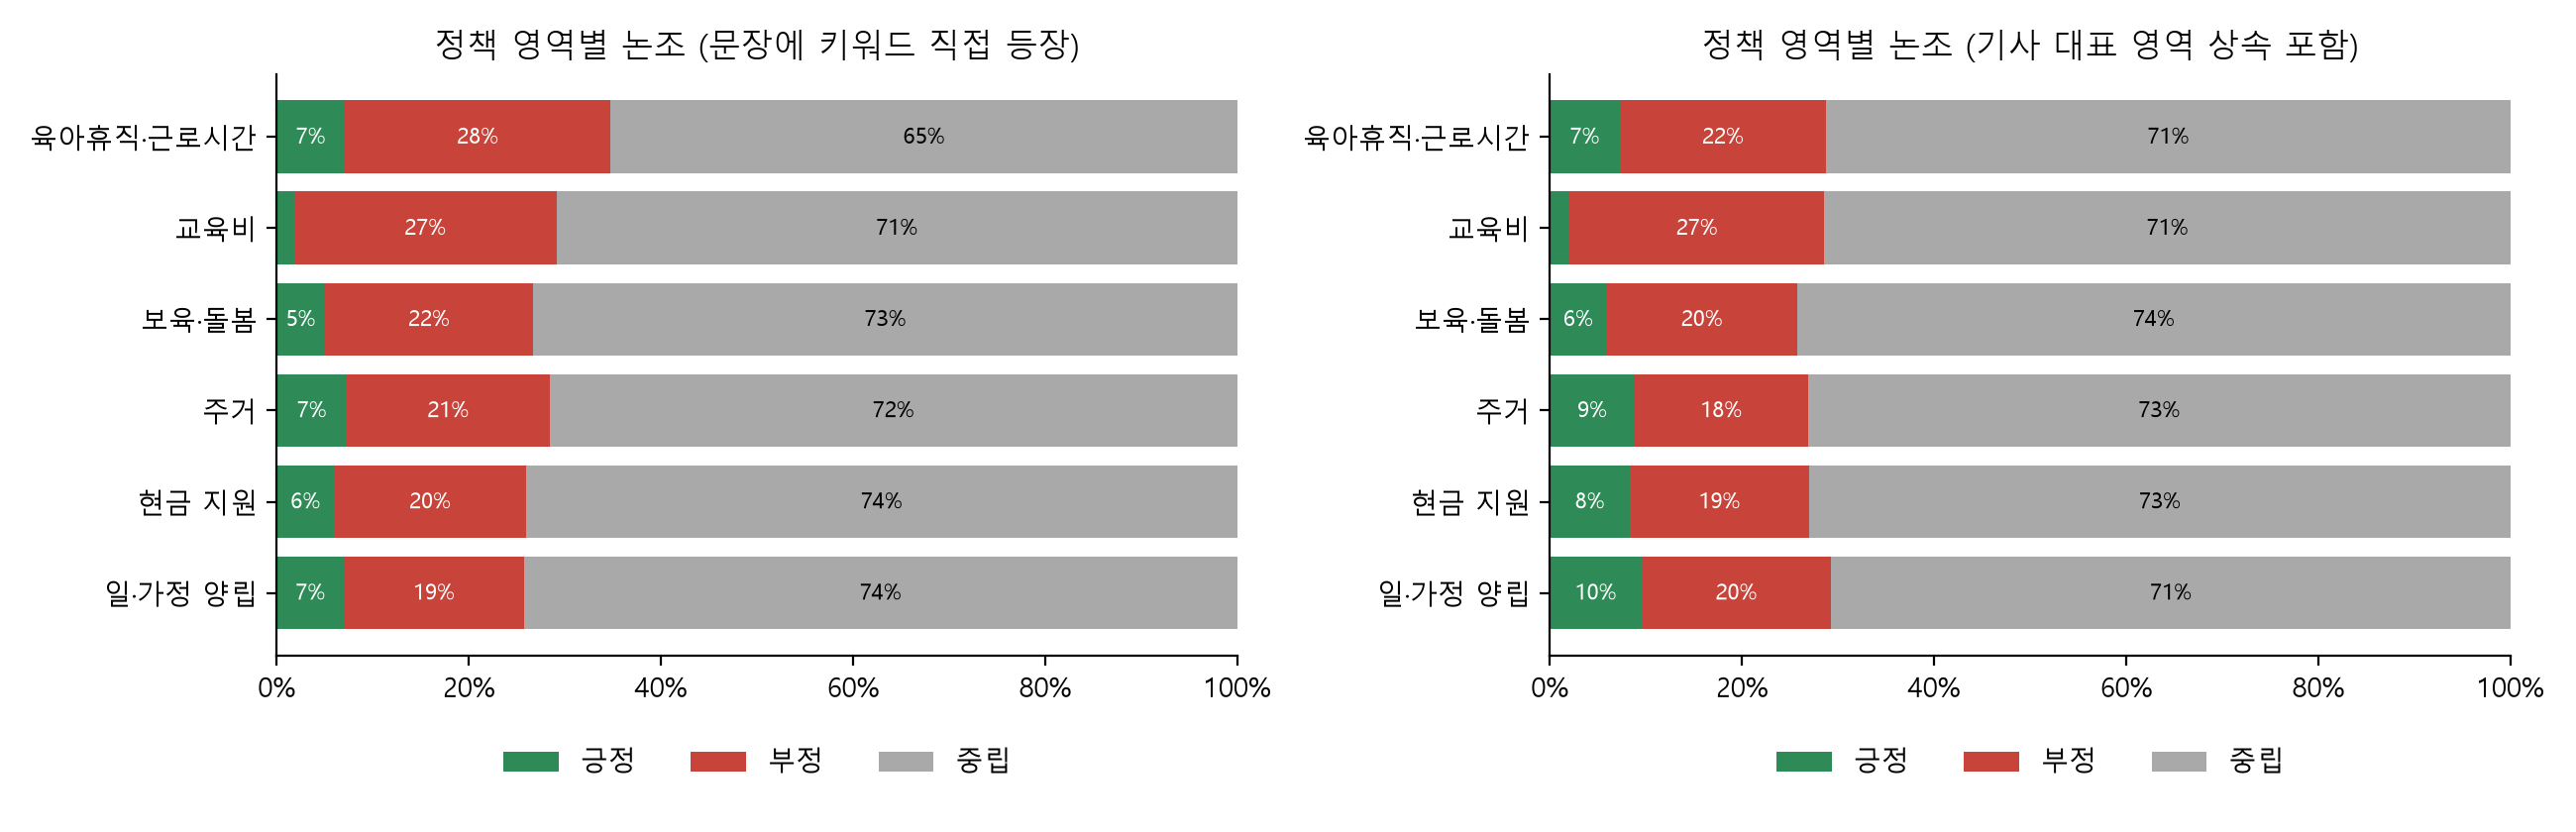 정책 영역별 논조 (문장에 키워드 직접 등장)
육아휴직·근로시간 7% 28% 65%
교육비 27% 71%
보육·돌봄 5% 22% 73%
주거 7% 21% 72%
현금 지원 6% 20% 74%
일·가정 양립 7% 19% 74%
0% 20% 40% 60% 80% 100%
긍정 부정 중립
정책 영역별 논조 (기사 대표 영역 상속 포함)
육아휴직·근로시간 7% 22% 71%
교육비 27% 71%
보육·돌봄 6% 20% 74%
주거 9% 18% 73%
현금 지원 8% 19% 73%
일·가정 양립 10% 20% 71%
0% 20% 40% 60% 80% 100%
긍정 부정 중립